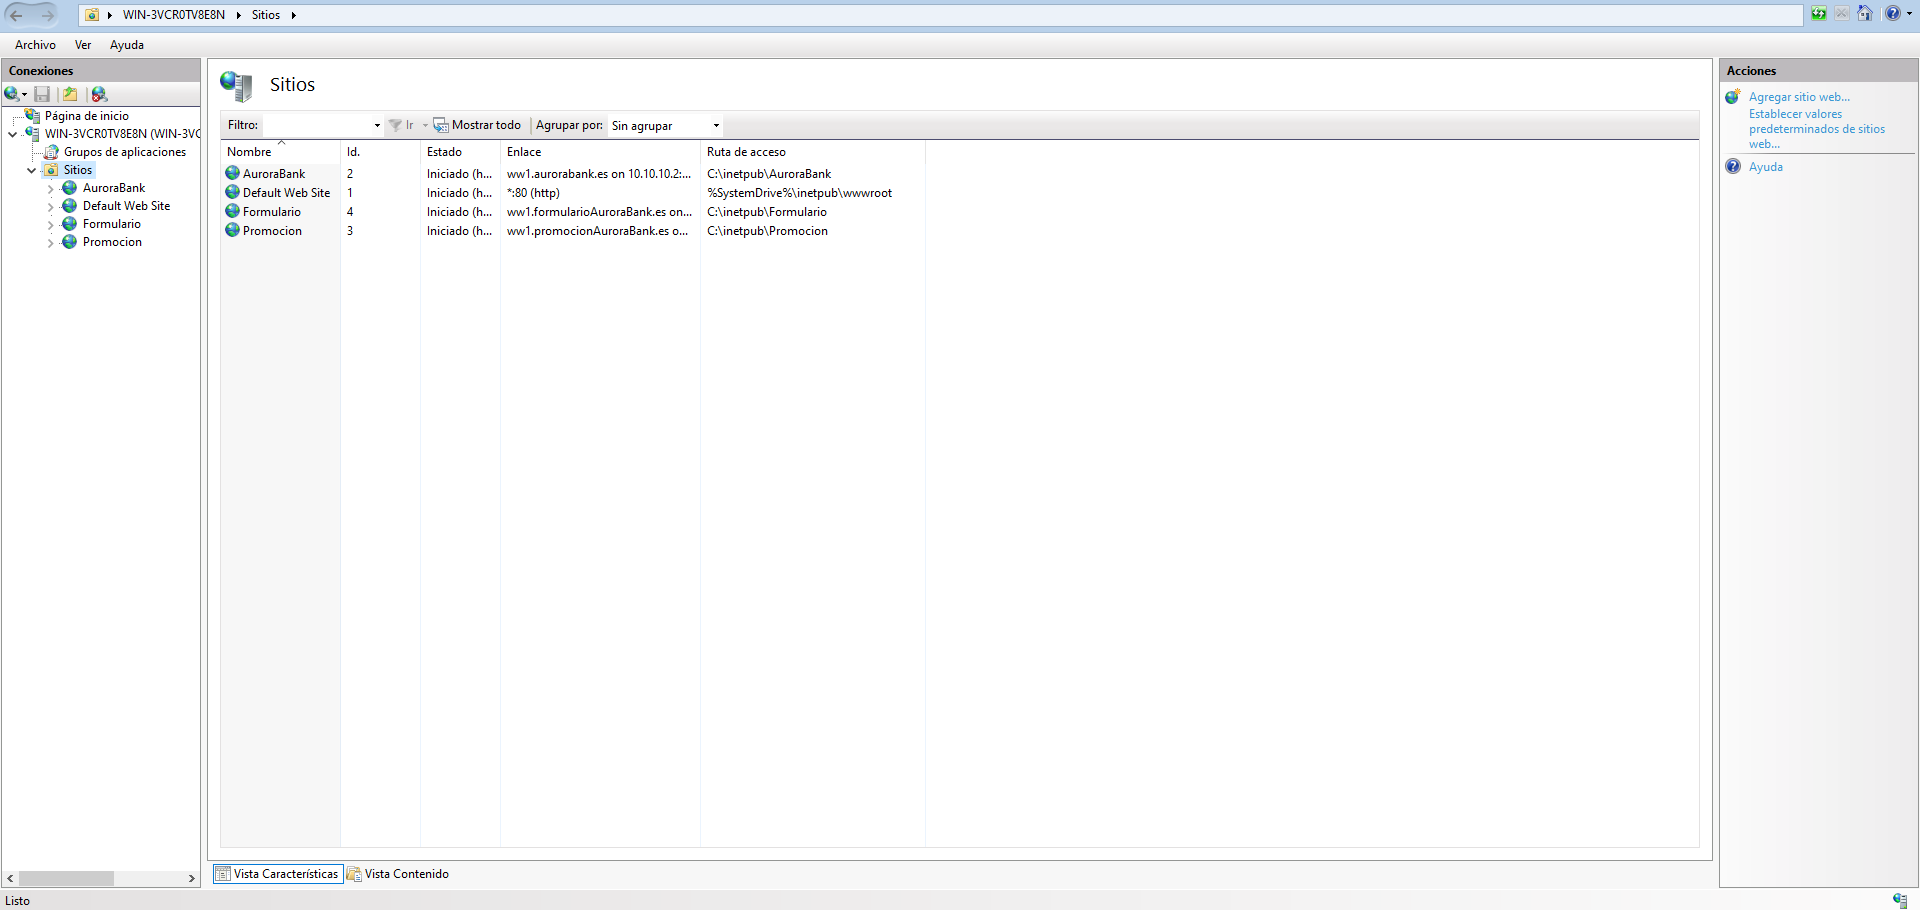 WIN-3VCR0TV8E8N Sitios
Archivo Ver Ayuda
Conexiones
Página de inicio
WIN-3VCR0TV8E8N (WIN-3VC
Grupos de aplicaciones
Sitios
AuroraBank
Default Web Site
Formulario
Promocion
Sitios
Filtro: Ir Mostrar todo Agrupar por: Sin agrupar
Nombre Id. Estado Enlace Ruta de acceso
AuroraBank 2 Iniciado (h... ww1.aurorabank.es on 10.10.10.2:... C:\inetpub\AuroraBank
Default Web Site 1 Iniciado (h... *:80 (http) %SystemDrive%\inetpub\wwwroot
Formulario 4 Iniciado (h... ww1.formularioAuroraBank.es on... C:\inetpub\Formulario
Promocion 3 Iniciado (h... ww1.promocionAuroraBank.es o... C:\inetpub\Promocion
Vista Características Vista Contenido
Acciones
Agregar sitio web...
Establecer valores
predeterminados de sitios
web...
Ayuda
Listo